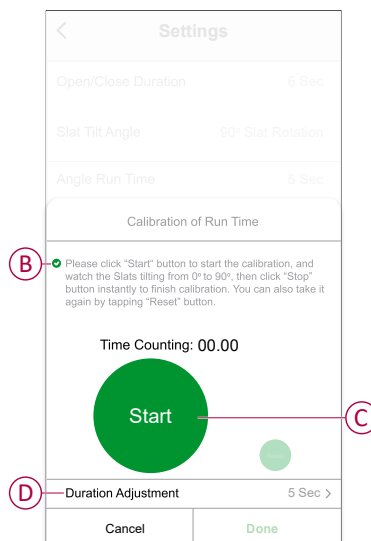 Settings
Open/Close Duration 6 Sec
Slat Tilt Angle 90° Slat Rotation
Angle Run Time 5 Sec
Calibration of Run Time
B
Please click “Start“ button to start the calibration, and
watch the Slats tilting from 0º to 90º, then click “Stop”
button instantly to finish calibration. You can also take it
again by tapping “Reset” button.
Time Counting: 00.00
Start
C
D
Duration Adjustment 5 Sec >
Cancel Done